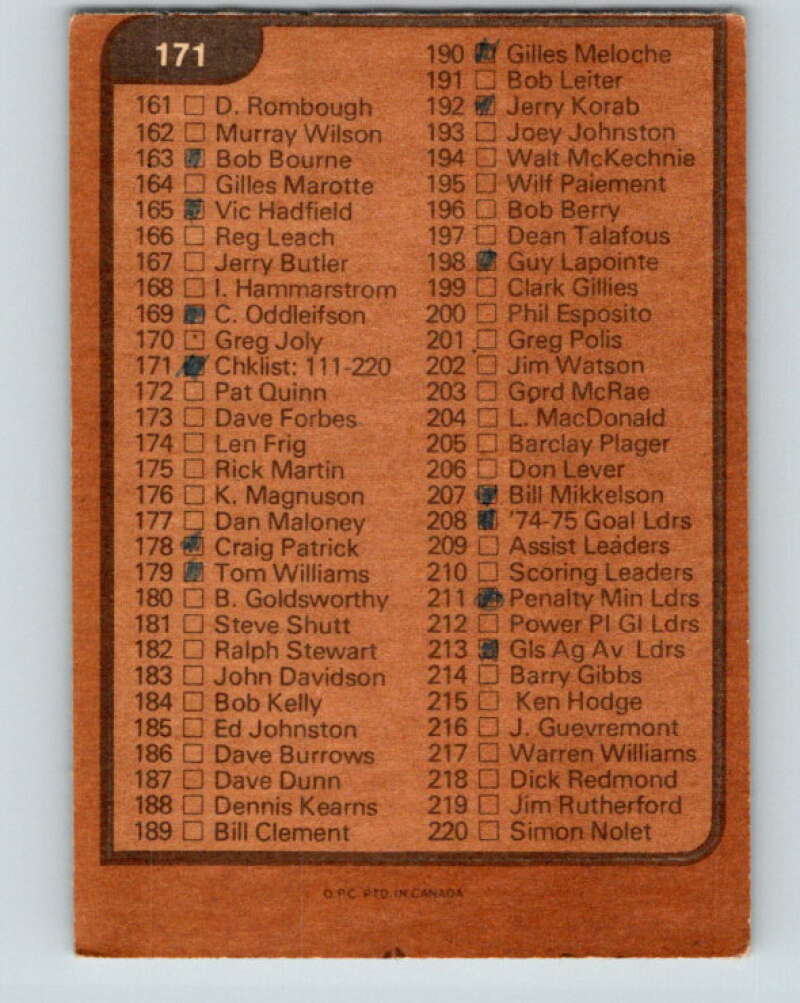 171
161 ☐ D. Rombough
162 ☐ Murray Wilson
163 ☑ Bob Bourne
164 ☐ Gilles Marotte
165 ☑ Vic Hadfield
166 ☐ Reg Leach
167 ☐ Jerry Butler
168 ☐ I. Hammarstrom
169 ☑ C. Oddleifson
170 ☐ Greg Joly
171 ☑ Chklist: 111-220
172 ☐ Pat Quinn
173 ☐ Dave Forbes
174 ☐ Len Frig
175 ☐ Rick Martin
176 ☐ K. Magnuson
177 ☐ Dan Maloney
178 ☑ Craig Patrick
179 ☑ Tom Williams
180 ☐ B. Goldsworthy
181 ☐ Steve Shutt
182 ☐ Ralph Stewart
183 ☐ John Davidson
184 ☐ Bob Kelly
185 ☐ Ed Johnston
186 ☐ Dave Burrows
187 ☐ Dave Dunn
188 ☐ Dennis Kearns
189 ☐ Bill Clement
190 ☑ Gilles Meloche
191 ☐ Bob Leiter
192 ☑ Jerry Korab
193 ☐ Joey Johnston
194 ☐ Walt McKechnie
195 ☐ Wilf Paiement
196 ☐ Bob Berry
197 ☐ Dean Talafous
198 ☑ Guy Lapointe
199 ☐ Clark Gillies
200 ☐ Phil Esposito
201 ☐ Greg Polis
202 ☐ Jim Watson
203 ☐ Gord McRae
204 ☐ L. MacDonald
205 ☐ Barclay Plager
206 ☐ Don Lever
207 ☑ Bill Mikkelson
208 ☑ '74-75 Goal Ldrs
209 ☐ Assist Leaders
210 ☐ Scoring Leaders
211 ☑ Penalty Min Ldrs
212 ☐ Power Pl Gl Ldrs
213 ☑ Gls Ag Av Ldrs
214 ☐ Barry Gibbs
215 ☐ Ken Hodge
216 ☐ J. Guevremont
217 ☐ Warren Williams
218 ☐ Dick Redmond
219 ☐ Jim Rutherford
220 ☐ Simon Nolet
O.P.C. PTD. IN CANADA